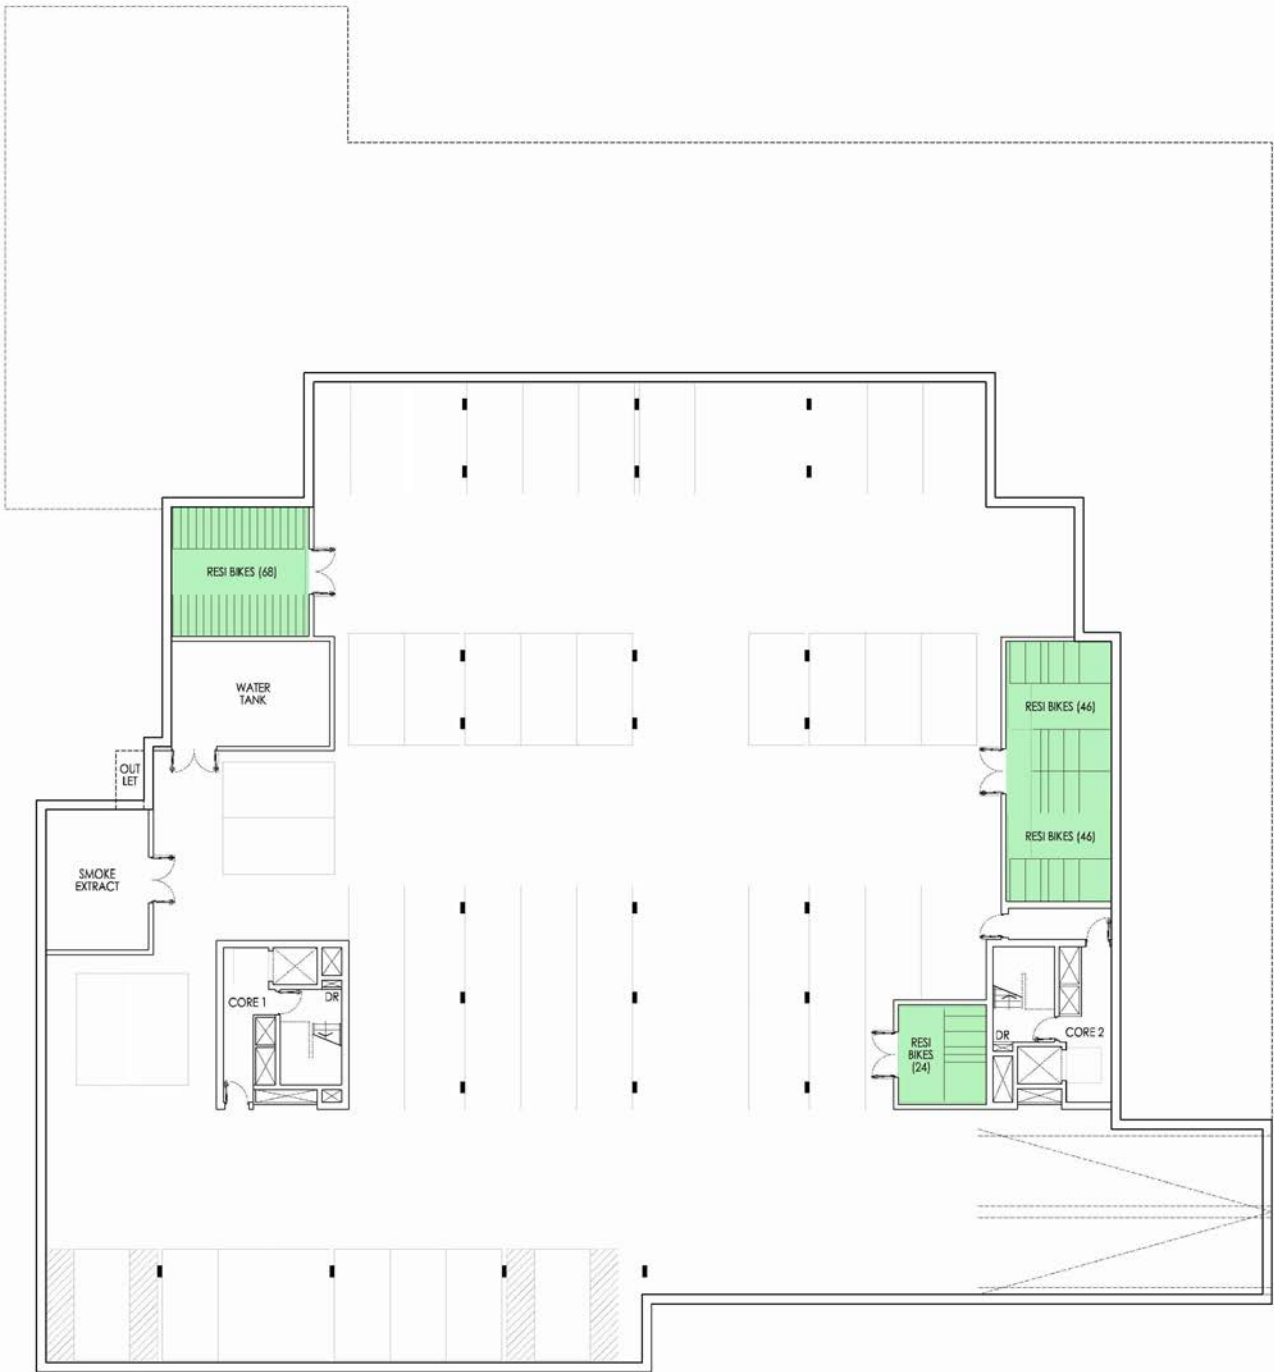 RESI BIKES (68)
WATER
TANK
RESI BIKES (46)
OUT
LET
RESI BIKES (46)
SMOKE
EXTRACT
CORE 1
DR
RESI
BIKES
(24)
DR
CORE 2